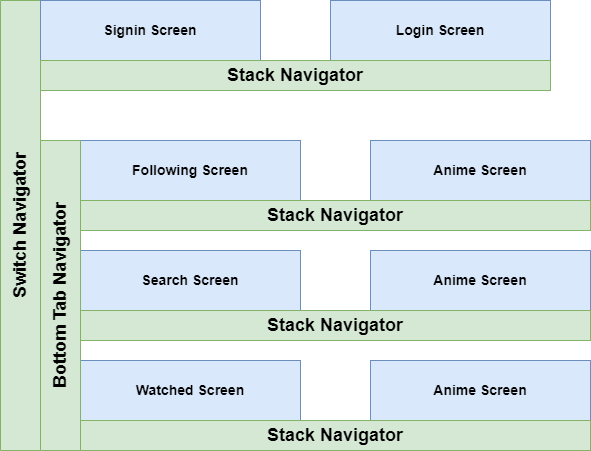 Signin Screen
Login Screen
Stack Navigator
Switch Navigator
Bottom Tab Navigator
Following Screen
Anime Screen
Stack Navigator
Search Screen
Anime Screen
Stack Navigator
Watched Screen
Anime Screen
Stack Navigator